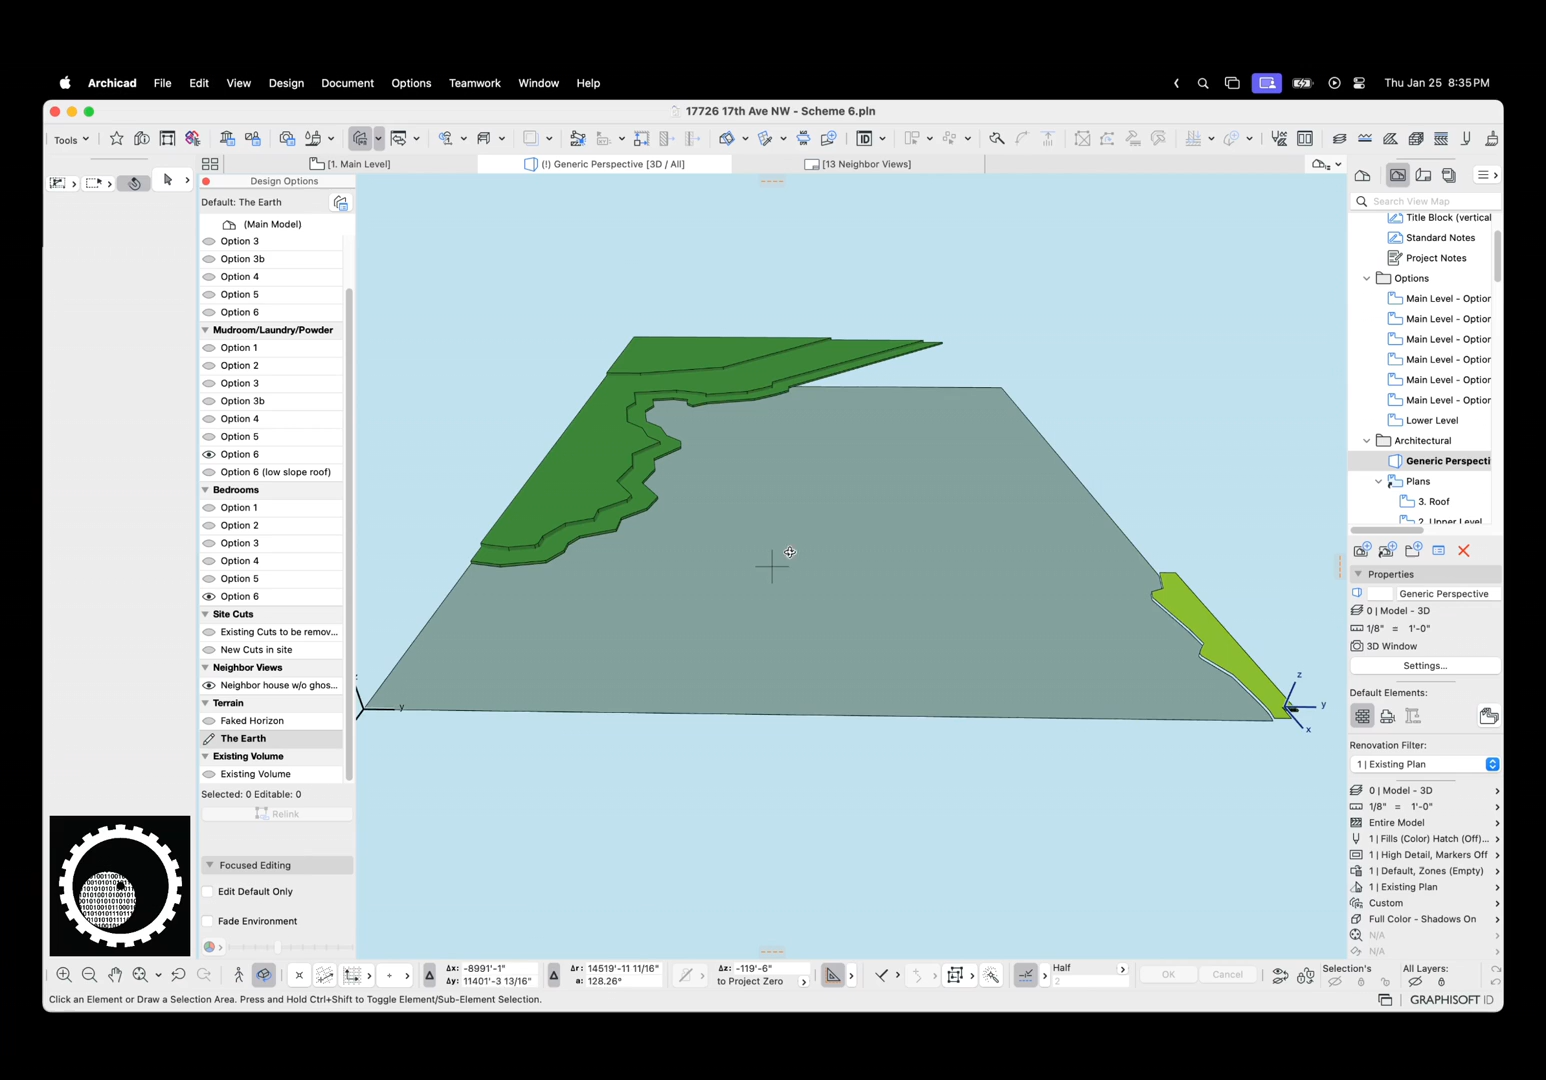 Archicad File Edit View Design Document Options Teamwork Window Help
Thu Jan 25 8:35 PM
17726 17th Ave NW - Scheme 6.pln
Tools
ID
[1. Main Level]
(!) Generic Perspective [3D / All]
[13 Neighbor Views]
Design Options
Default: The Earth
(Main Model)
Option 3
Option 3b
Option 4
Option 5
Option 6
Mudroom/Laundry/Powder
Option 1
Option 2
Option 3
Option 3b
Option 4
Option 5
Option 6
Option 6 (low slope roof)
Bedrooms
Option 1
Option 2
Option 3
Option 4
Option 5
Option 6
Site Cuts
Existing Cuts to be remov...
New Cuts in site
Neighbor Views
Neighbor house w/o ghos...
Terrain
Faked Horizon
The Earth
Existing Volume
Existing Volume
Selected: 0 Editable: 0
Relink
Focused Editing
Edit Default Only
Fade Environment
y
z
y
x
Search View Map
Title Block (vertical
Standard Notes
Project Notes
Options
Main Level - Option
Main Level - Option
Main Level - Option
Main Level - Option
Main Level - Option
Main Level - Option
Lower Level
Architectural
Generic Perspecti
Plans
3. Roof
2. Upper Level
Properties
Generic Perspective
0 | Model - 3D
1/8" = 1'-0"
3D Window
Settings...
Default Elements:
Renovation Filter:
1 | Existing Plan
0 | Model - 3D
1/8" = 1'-0"
Entire Model
1 | Fills (Color) Hatch (Off)...
1 | High Detail, Markers Off
1 | Default, Zones (Empty)
1 | Existing Plan
Custom
Full Color - Shadows On
N/A
N/A
Δx: -8991'-1"
Δy: 11401'-3 13/16"
Δr: 14519'-11 11/16"
a: 128.26°
Δz: -119'-6"
to Project Zero
Half
2
OK
Cancel
Selection's
All Layers:
Click an Element or Draw a Selection Area. Press and Hold Ctrl+Shift to Toggle Element/Sub-Element Selection.
GRAPHISOFT ID